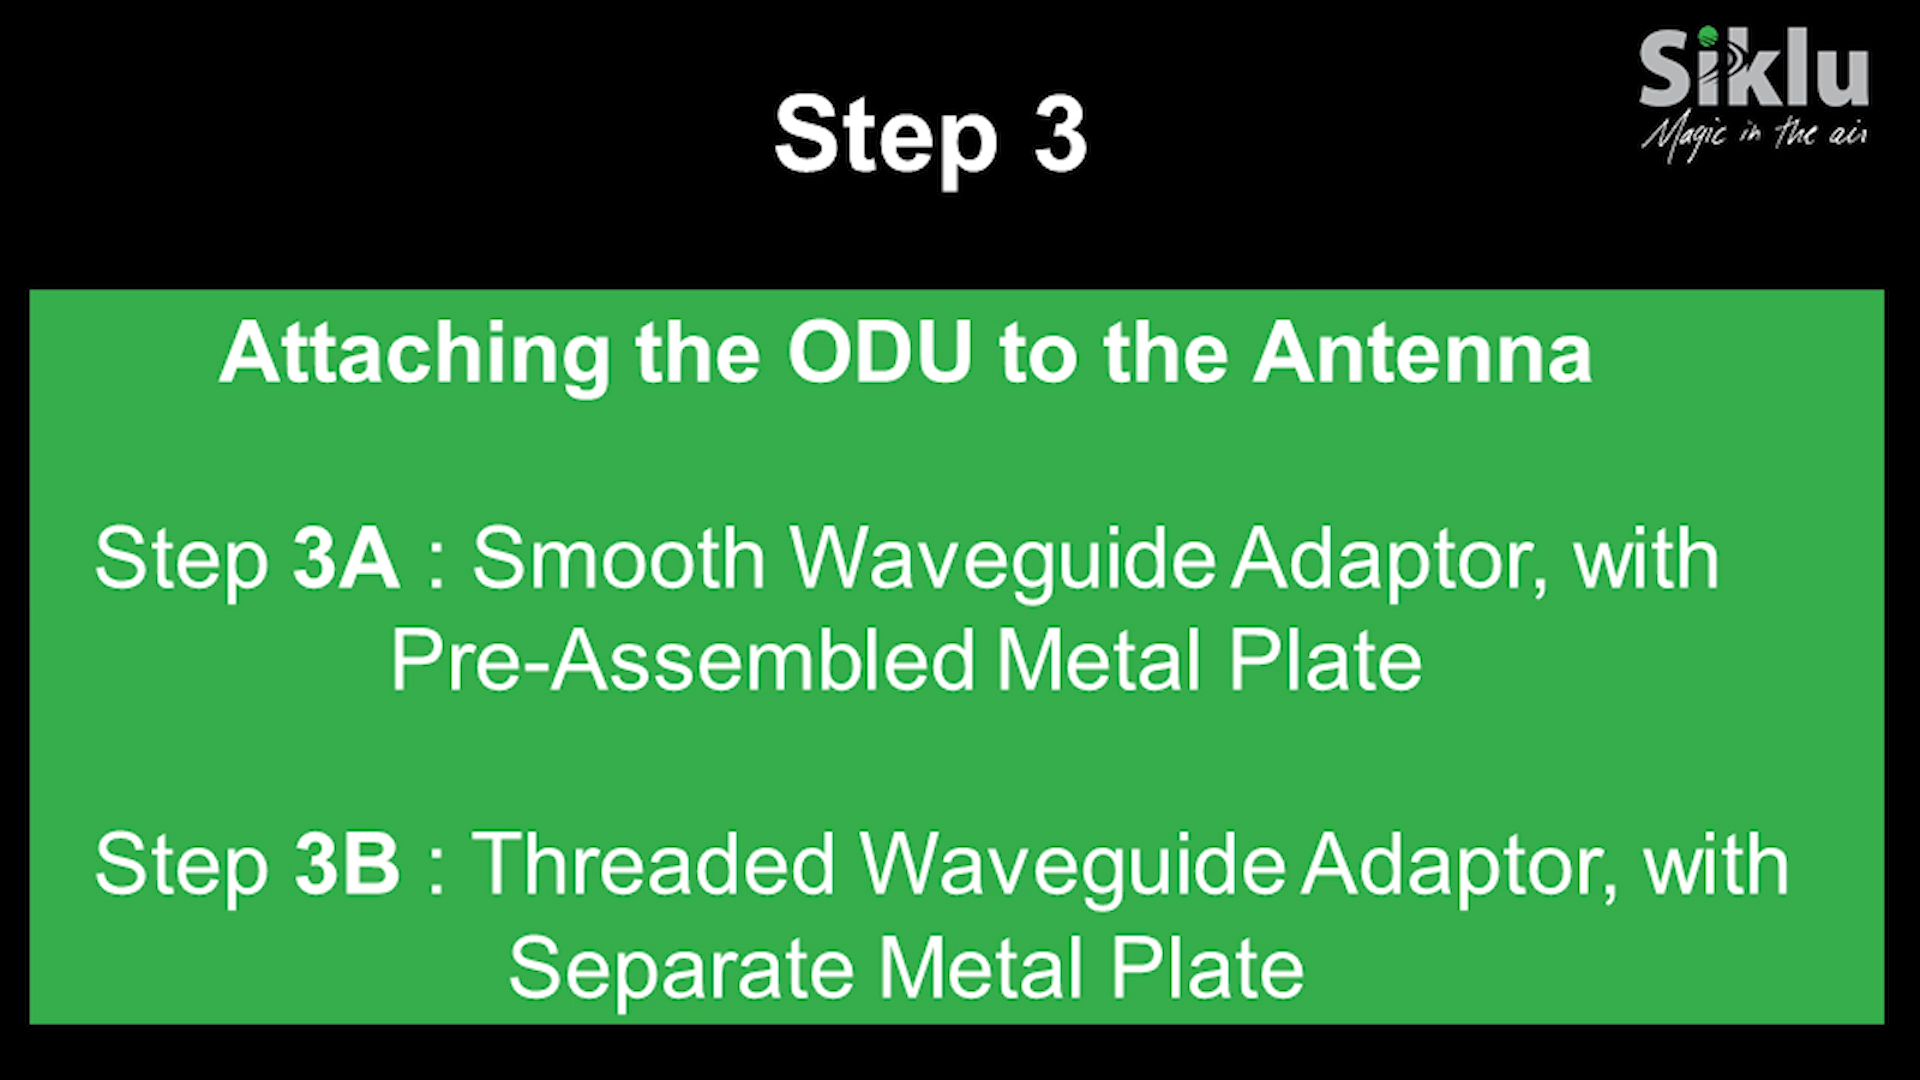 Siklu
Magic in the air
Step 3
Attaching the ODU to the Antenna
Step 3A : Smooth Waveguide Adaptor, with
Pre-Assembled Metal Plate
Step 3B : Threaded Waveguide Adaptor, with
Separate Metal Plate